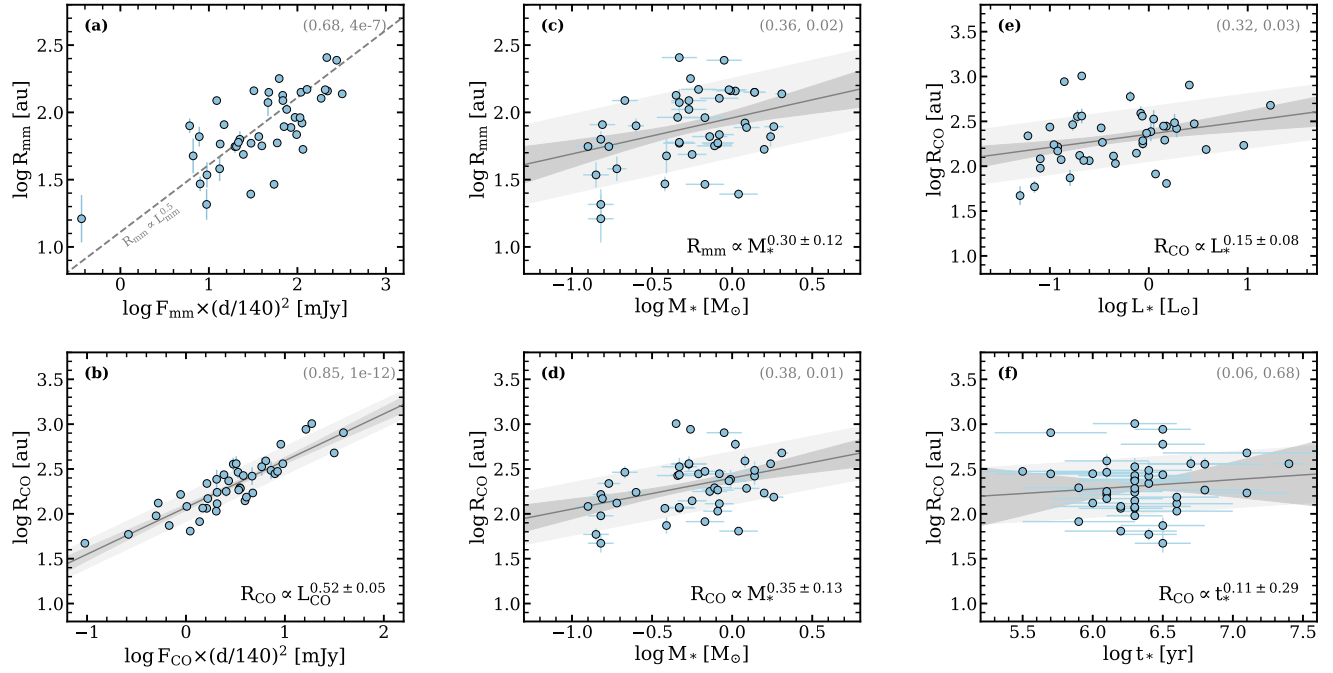 (a)
(0.68, 4e-7)
2.5
2.0
1.5
1.0
log R_mm [au]
R_mm ∝ L_mm^0.5
0
1
2
3
log F_mm×(d/140)^2 [mJy]
(c)
(0.36, 0.02)
2.5
2.0
1.5
1.0
log R_mm [au]
R_mm ∝ M_*^0.30 ± 0.12
−1.0
−0.5
0.0
0.5
log M_* [M_⊙]
(e)
(0.32, 0.03)
3.5
3.0
2.5
2.0
1.5
1.0
log R_CO [au]
R_CO ∝ L_*^0.15 ± 0.08
−1
0
1
log L_* [L_⊙]
(b)
(0.85, 1e-12)
3.5
3.0
2.5
2.0
1.5
1.0
log R_CO [au]
R_CO ∝ L_CO^0.52 ± 0.05
−1
0
1
2
log F_CO×(d/140)^2 [mJy]
(d)
(0.38, 0.01)
3.5
3.0
2.5
2.0
1.5
1.0
log R_CO [au]
R_CO ∝ M_*^0.35 ± 0.13
−1.0
−0.5
0.0
0.5
log M_* [M_⊙]
(f)
(0.06, 0.68)
3.5
3.0
2.5
2.0
1.5
1.0
log R_CO [au]
R_CO ∝ t_*^0.11 ± 0.29
5.5
6.0
6.5
7.0
7.5
log t_* [yr]